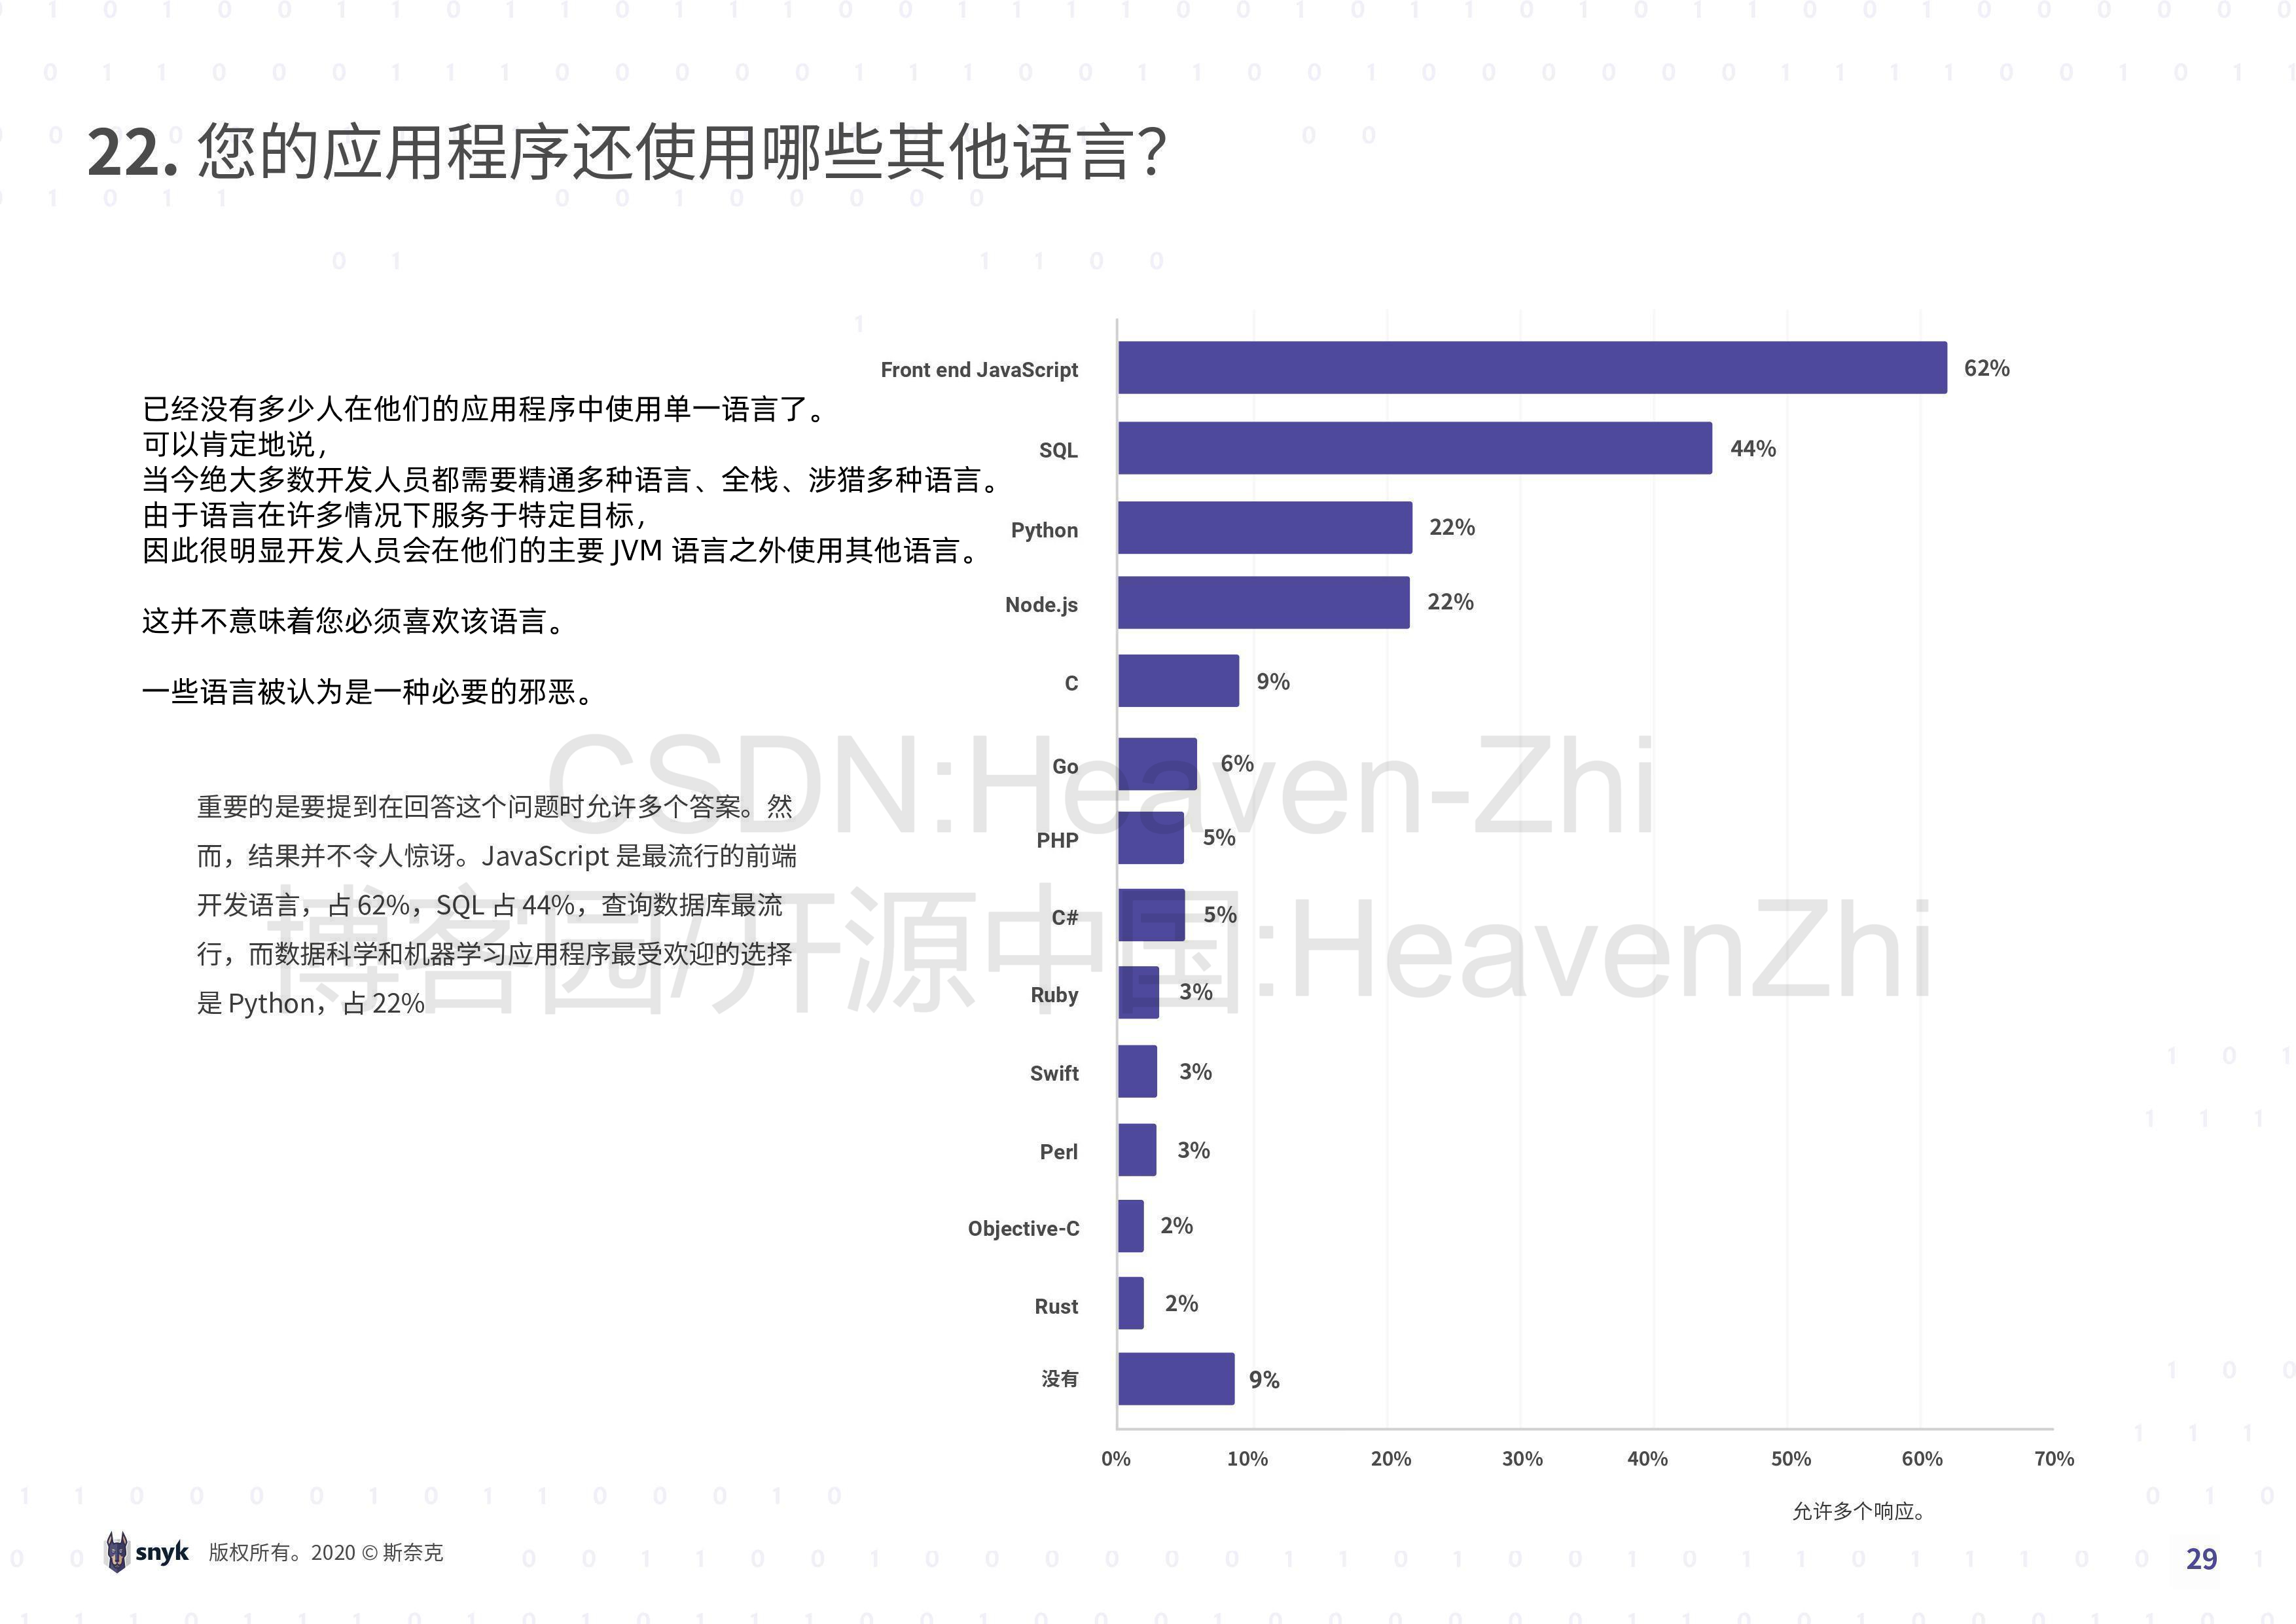 22. 您的应用程序还使用哪些其他语言?
已经没有多少人在他们的应用程序中使用单一语言了。
可以肯定地说,
当今绝大多数开发人员都需要精通多种语言、全栈、涉猎多种语言。
由于语言在许多情况下服务于特定目标,
因此很明显开发人员会在他们的主要 JVM 语言之外使用其他语言。
这并不意味着您必须喜欢该语言。
一些语言被认为是一种必要的邪恶。
重要的是要提到在回答这个问题时允许多个答案。然
而，结果并不令人惊讶。JavaScript 是最流行的前端
开发语言，占 62%，SQL 占 44%，查询数据库最流
行，而数据科学和机器学习应用程序最受欢迎的选择
是 Python，占 22%
Front end JavaScript 62%
SQL 44%
Python 22%
Node.js 22%
C 9%
Go 6%
PHP 5%
C# 5%
Ruby 3%
Swift 3%
Perl 3%
Objective-C 2%
Rust 2%
没有 9%
0% 10% 20% 30% 40% 50% 60% 70%
允许多个响应。
CSDN:Heaven-Zhi
博客园/开源中国:HeavenZhi
snyk 版权所有。2020 © 斯奈克
29